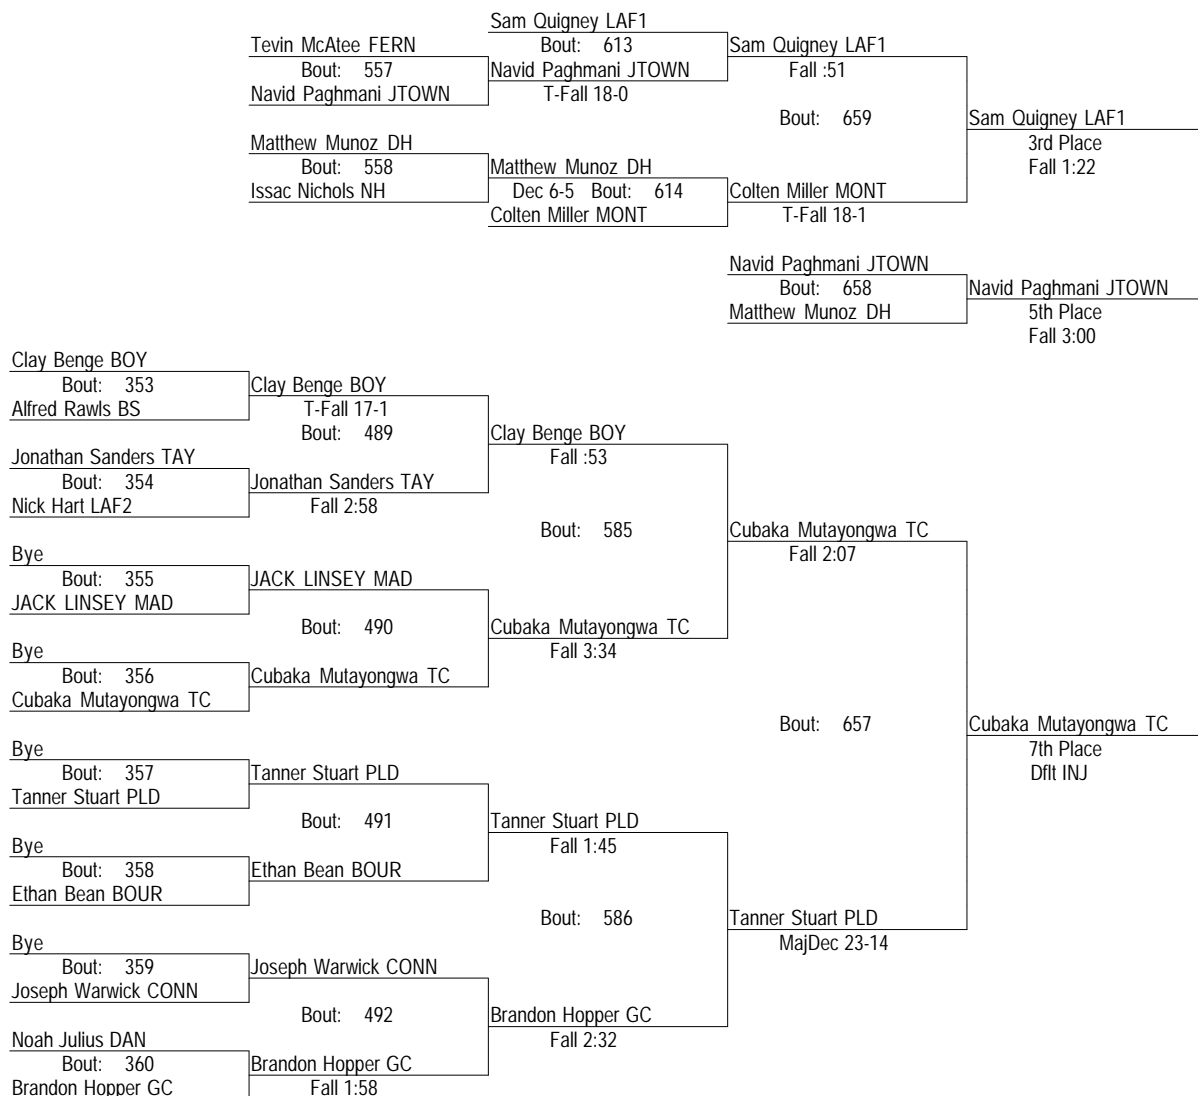 Sam Quigney LAF1
Tevin McAtee FERN
Bout: 613
Sam Quigney LAF1
Bout: 557
Navid Paghmani JTOWN
Fall :51
Navid Paghmani JTOWN
T-Fall 18-0
Bout: 659
Sam Quigney LAF1
Matthew Munoz DH
3rd Place
Bout: 558
Matthew Munoz DH
Fall 1:22
Issac Nichols NH
Dec 6-5 Bout: 614
Colten Miller MONT
Colten Miller MONT
T-Fall 18-1
Navid Paghmani JTOWN
Bout: 658
Navid Paghmani JTOWN
Matthew Munoz DH
5th Place
Fall 3:00
Clay Benge BOY
Bout: 353
Clay Benge BOY
Alfred Rawls BS
T-Fall 17-1
Bout: 489
Clay Benge BOY
Jonathan Sanders TAY
Fall :53
Bout: 354
Jonathan Sanders TAY
Nick Hart LAF2
Fall 2:58
Bout: 585
Cubaka Mutayongwa TC
Bye
Fall 2:07
Bout: 355
JACK LINSEY MAD
JACK LINSEY MAD
Bout: 490
Cubaka Mutayongwa TC
Bye
Fall 3:34
Bout: 356
Cubaka Mutayongwa TC
Cubaka Mutayongwa TC
Bout: 657
Cubaka Mutayongwa TC
Bye
7th Place
Bout: 357
Tanner Stuart PLD
Dflt INJ
Tanner Stuart PLD
Bout: 491
Tanner Stuart PLD
Bye
Fall 1:45
Bout: 358
Ethan Bean BOUR
Ethan Bean BOUR
Bout: 586
Tanner Stuart PLD
Bye
MajDec 23-14
Bout: 359
Joseph Warwick CONN
Joseph Warwick CONN
Bout: 492
Brandon Hopper GC
Noah Julius DAN
Fall 2:32
Bout: 360
Brandon Hopper GC
Brandon Hopper GC
Fall 1:58